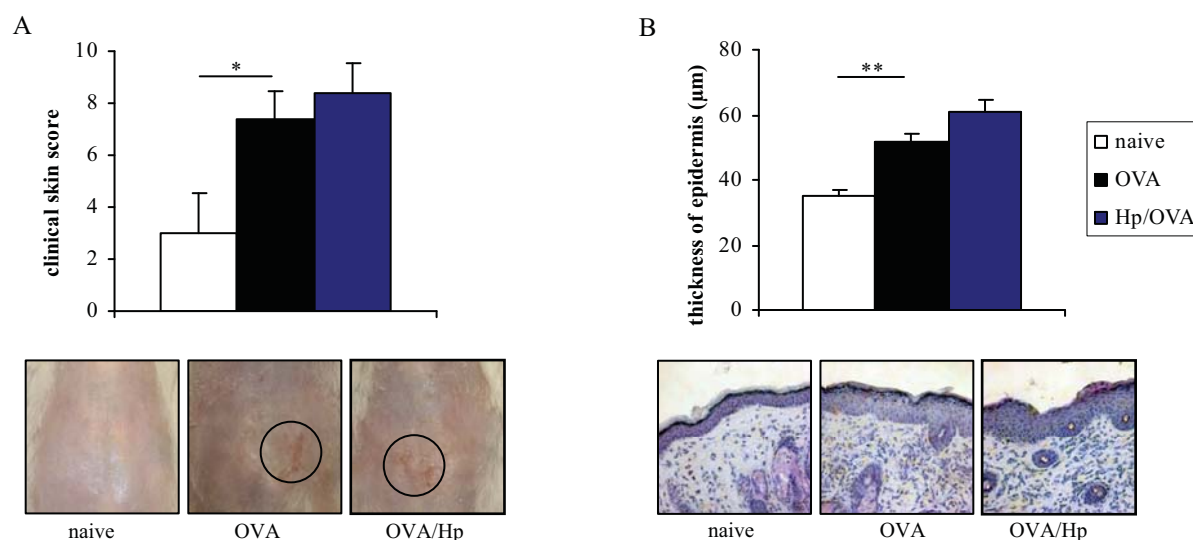 A
clinical skin score
10
8
6
4
2
0
*
naive
OVA
OVA/Hp
B
thickness of epidermis (µm)
80
60
40
20
0
**
naive
OVA
Hp/OVA
naive
OVA
OVA/Hp